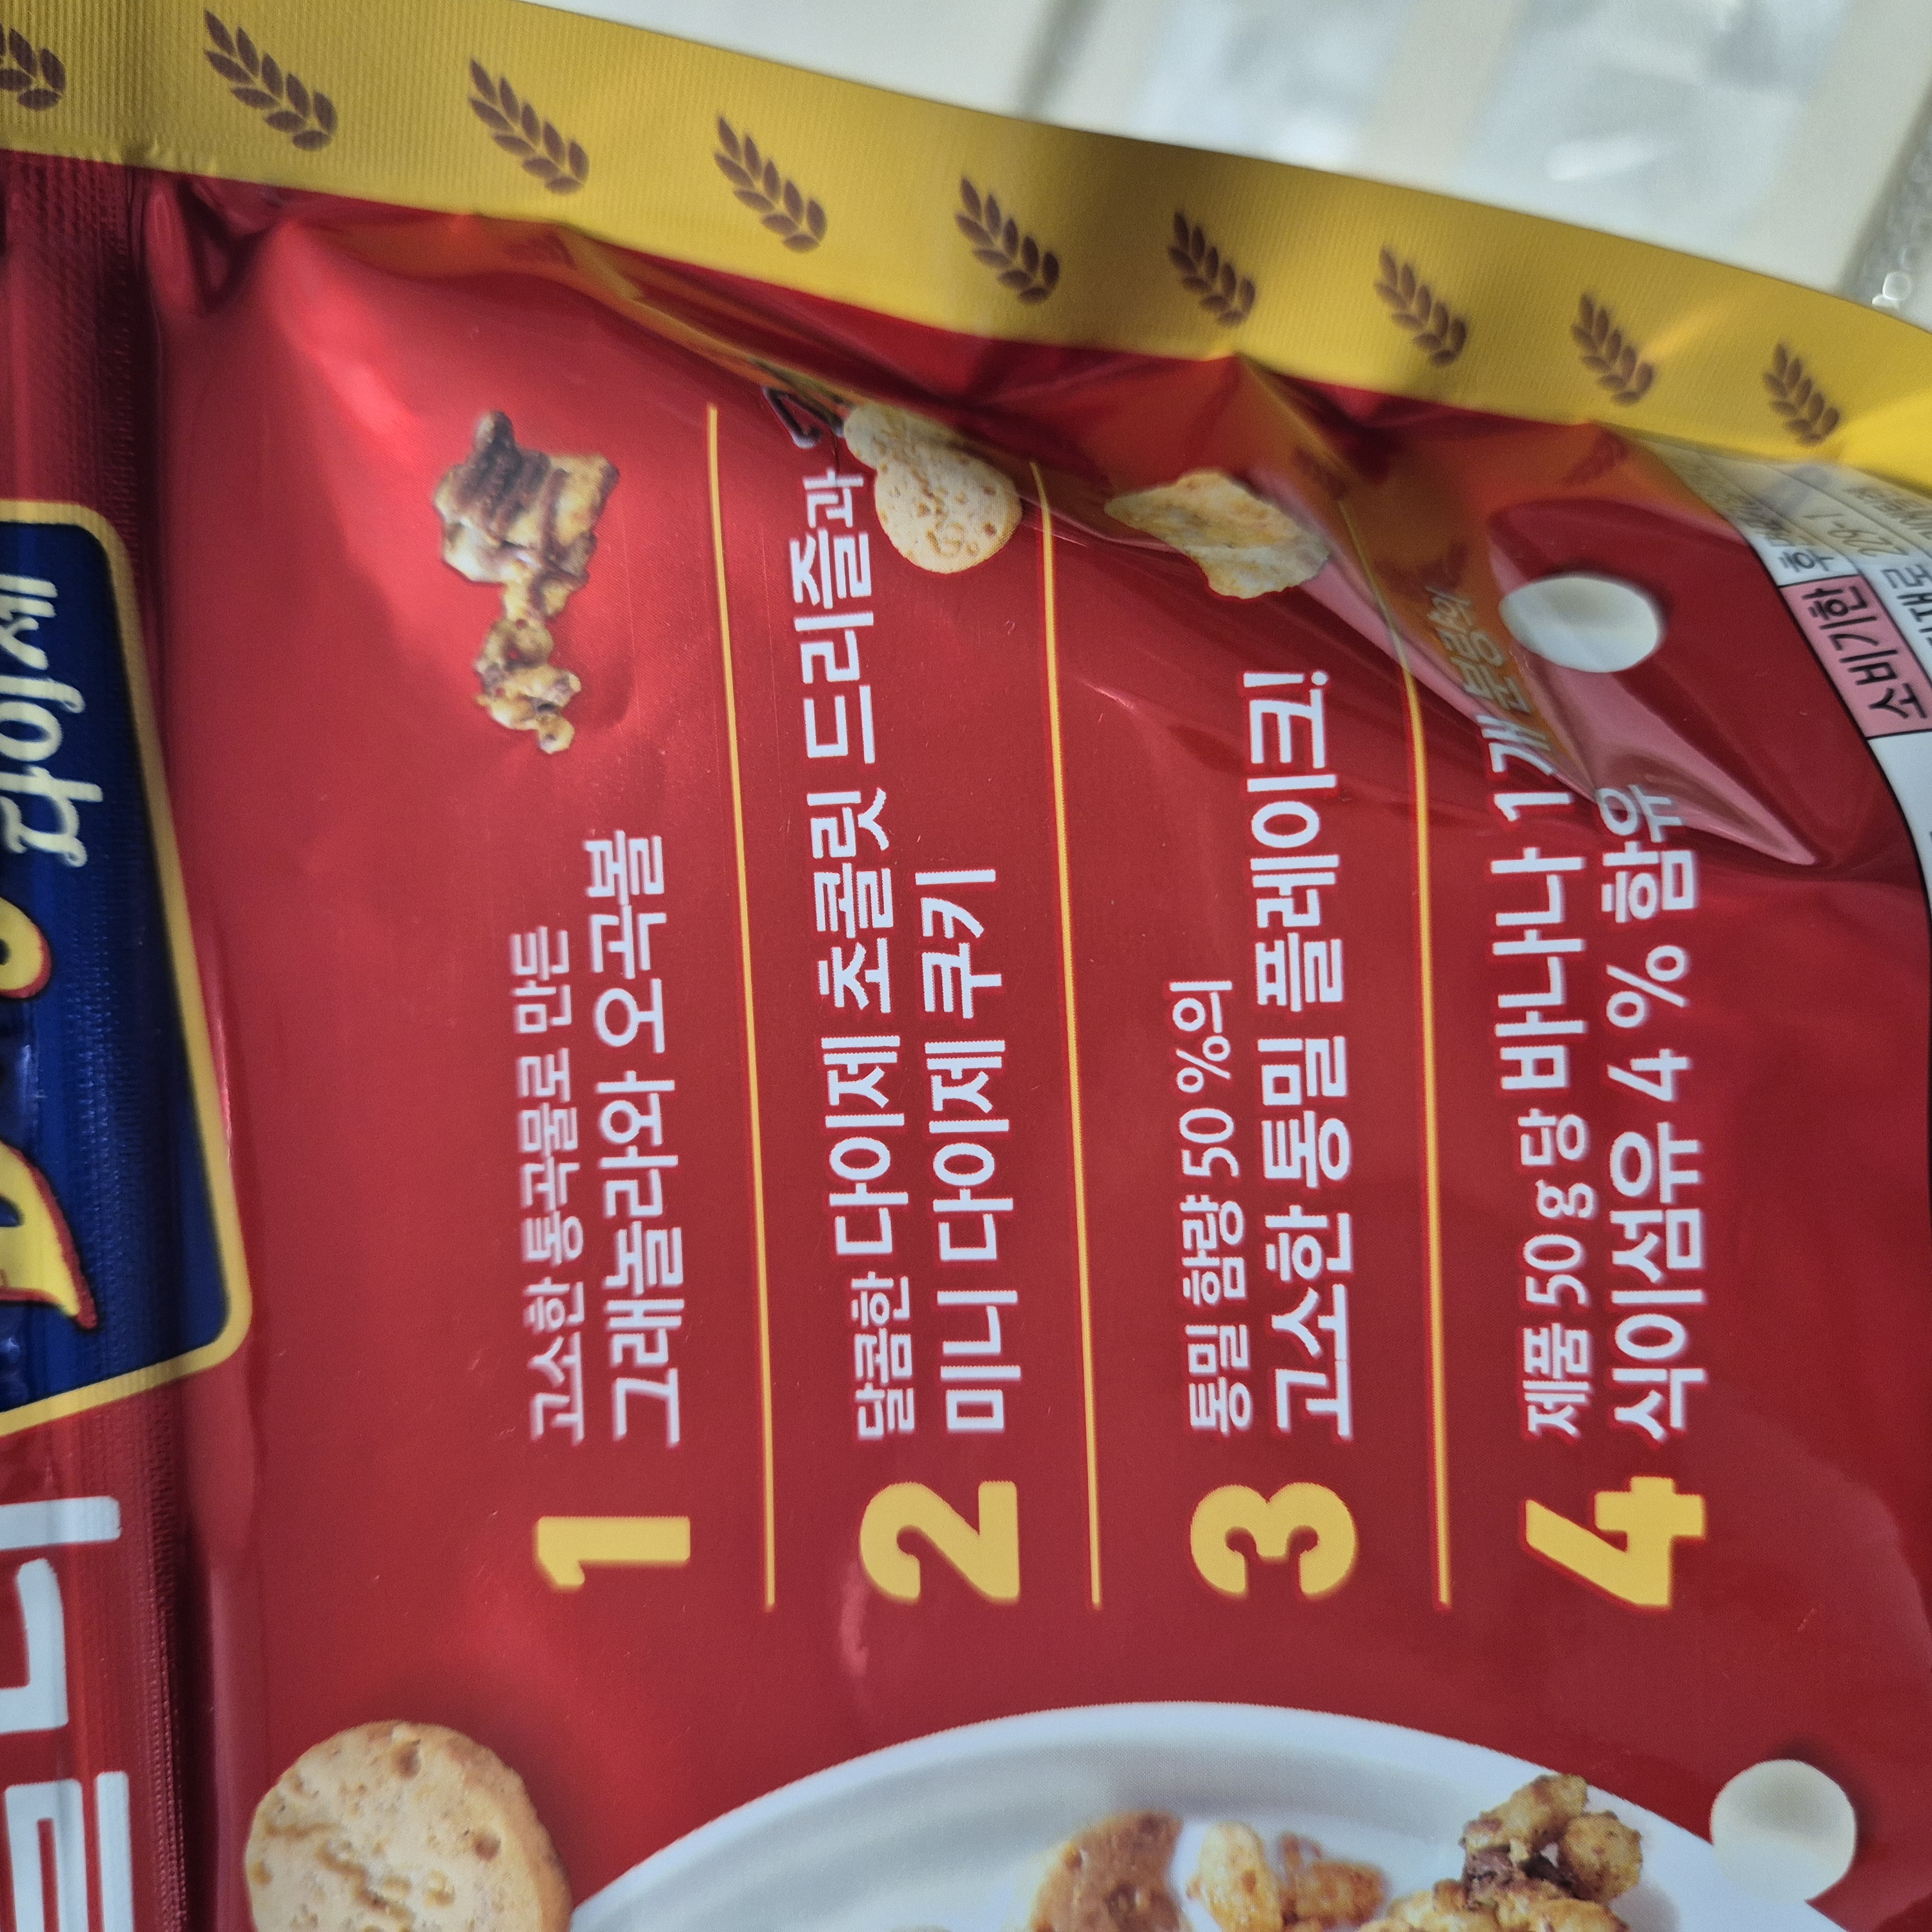 다이제
1
고소한 통곡물로 만든
그래놀라와 오곡볼
2
달콤한 다이제 초콜릿 드리즐과
미니 다이제 쿠키
3
통밀 함량 50 %의
고소한 통밀 플레이크!
4
제품 50 g 당 바나나 1개 분량의
식이섬유 4 % 함유
소비기한